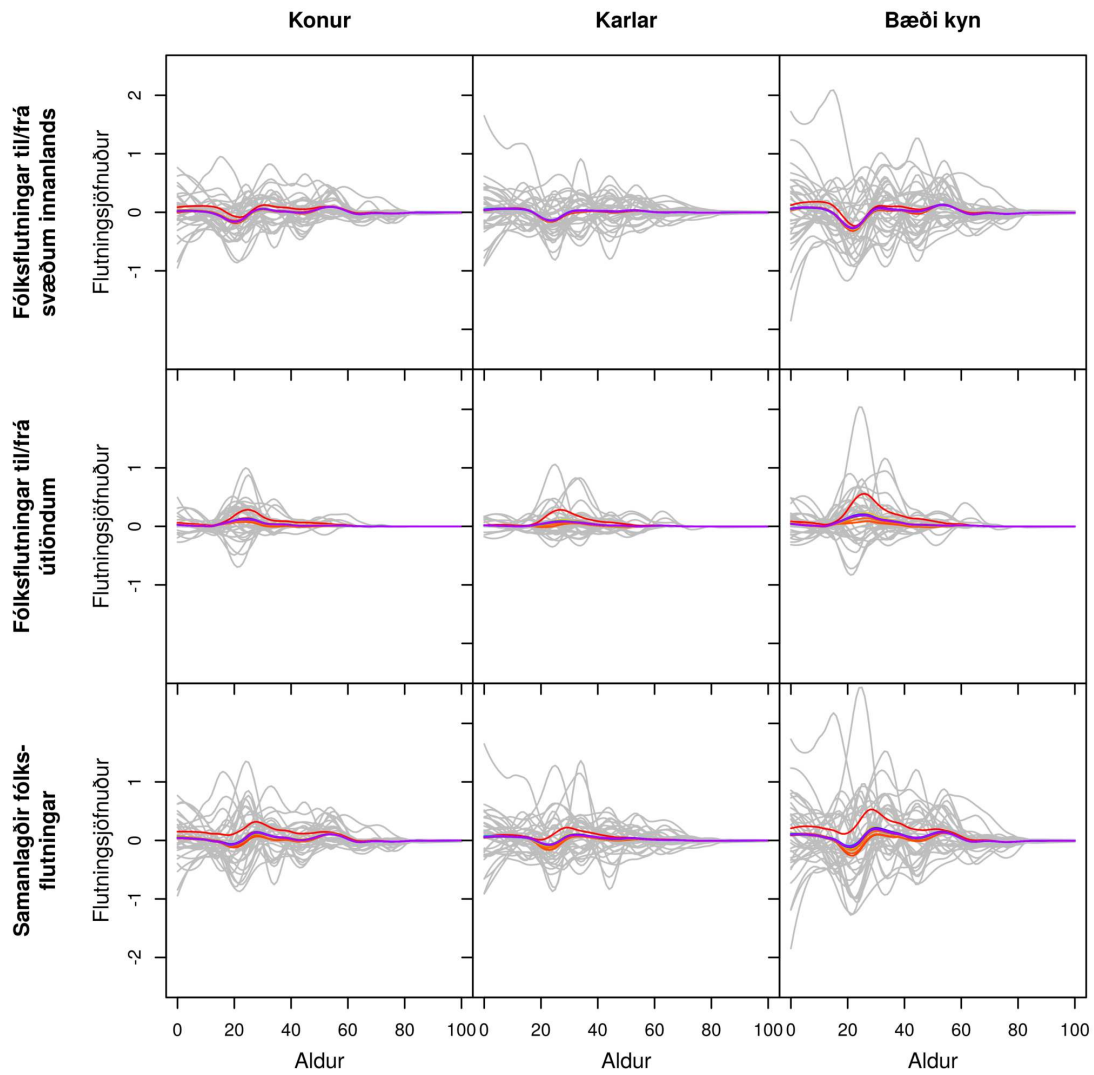 Konur
Karlar
Bæði kyn
Fólksflutningar til/frá
svæðum innanlands
Flutningsjöfnuður
2
1
0
-1
Fólksflutningar til/frá
útlöndum
Flutningsjöfnuður
1
0
-1
Samanlagðir fólks-
flutningar
Flutningsjöfnuður
1
0
-1
-2
0 20 40 60 80 100
0 20 40 60 80 100
0 20 40 60 80 100
Aldur
Aldur
Aldur